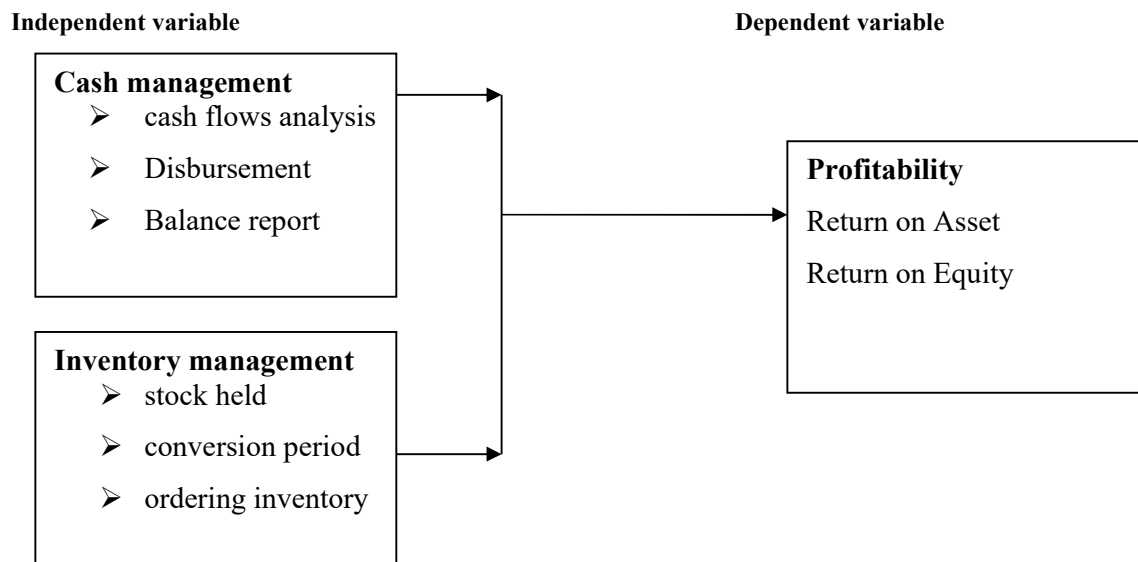 Independent variable
Dependent variable
Cash management
➢ cash flows analysis
➢ Disbursement
➢ Balance report
Profitability
Return on Asset
Return on Equity
Inventory management
➢ stock held
➢ conversion period
➢ ordering inventory